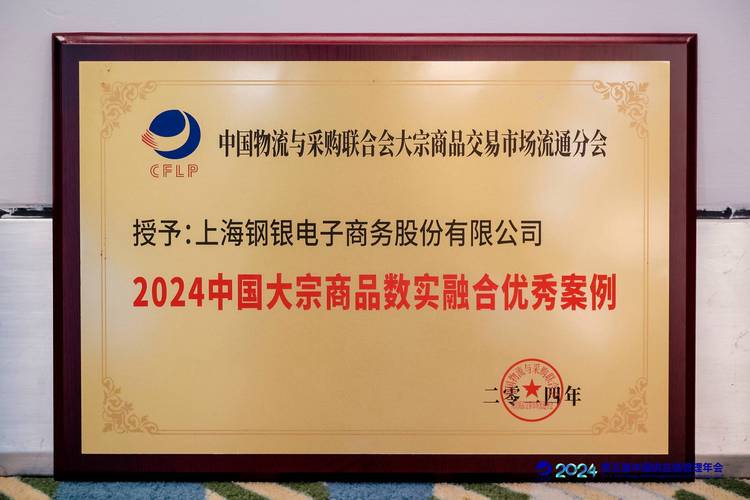 中国物流与采购联合会大宗商品交易市场流通分会
CFLP
授予：上海钢银电子商务股份有限公司
2024中国大宗商品数实融合优秀案例
二零二四年
2024